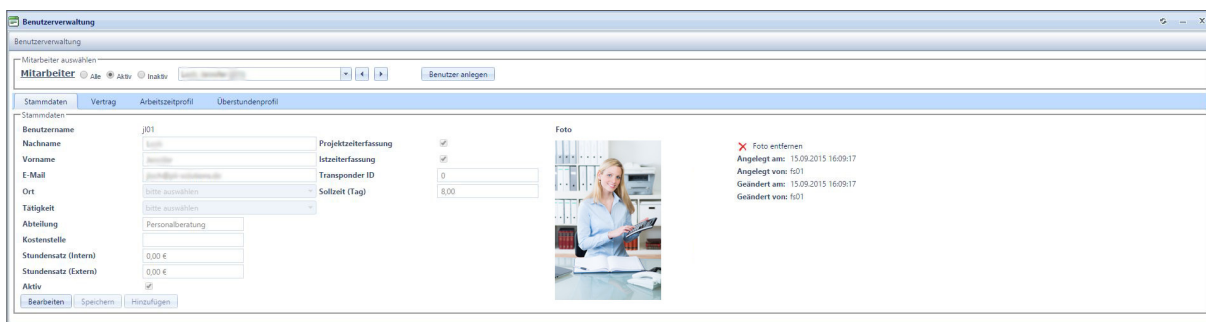 Benutzerverwaltung
Benutzerverwaltung
Mitarbeiter auswählen
Mitarbeiter Alle Aktiv Inaktiv Benutzer anlegen
Stammdaten Vertrag Arbeitszeitprofil Überstundenprofil
Stammdaten
Benutzername jl01 Foto
Nachname Projektzeiterfassung Foto entfernen
Vorname Istzeiterfassung Angelegt am: 15.09.2015 16:09:17
E-Mail Transponder ID 0 Angelegt von: fs01
Ort bitte auswählen Sollzeit (Tag) 8,00 Geändert am: 15.09.2015 16:09:17
Geändert von: fs01
Tätigkeit bitte auswählen
Abteilung Personalberatung
Kostenstelle
Stundensatz (Intern) 0,00 €
Stundensatz (Extern) 0,00 €
Aktiv
Bearbeiten Speichern Hinzufügen